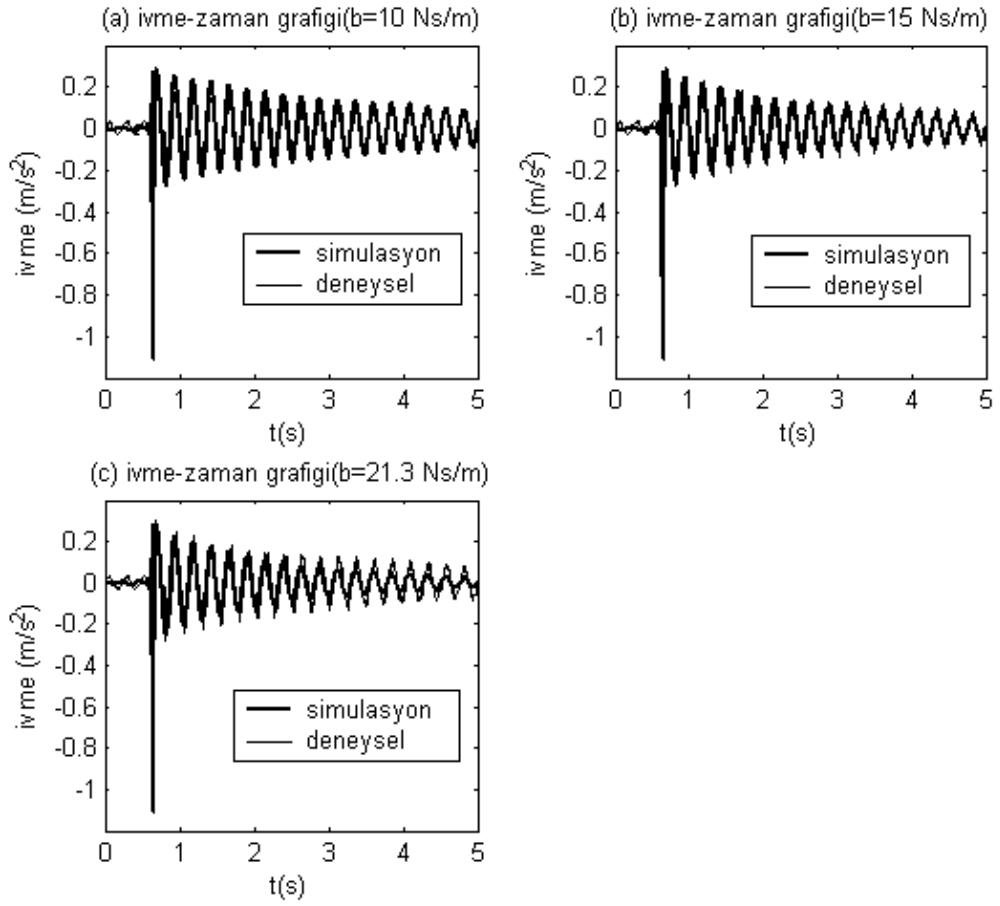 (a) ivme-zaman grafigi(b=10 Ns/m)
0.2
0
-0.2
-0.4
-0.6
-0.8
-1
ivme (m/s²)
simulasyon
deneysel
0 1 2 3 4 5
t(s)
(b) ivme-zaman grafigi(b=15 Ns/m)
0.2
0
-0.2
-0.4
-0.6
-0.8
-1
ivme (m/s²)
simulasyon
deneysel
0 1 2 3 4 5
t(s)
(c) ivme-zaman grafigi(b=21.3 Ns/m)
0.2
0
-0.2
-0.4
-0.6
-0.8
-1
ivme (m/s²)
simulasyon
deneysel
0 1 2 3 4 5
t(s)